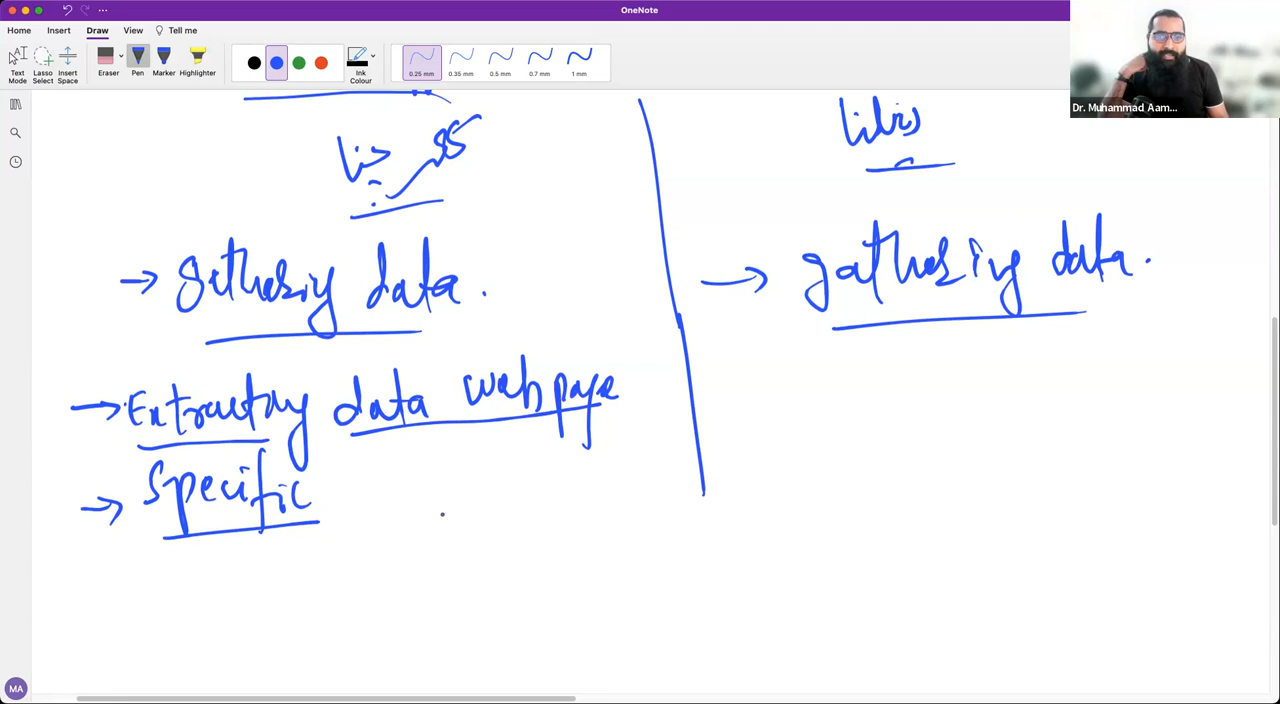 OneNote
Home Insert Draw View Tell me
Text Mode
Lasso Select
Insert Space
Eraser
Pen
Marker
Highlighter
Ink Colour
0.25 mm 0.35 mm 0.5 mm 0.7 mm 1 mm
Dr. Muhammad Aam...
→ gathering data.
→ gathering data.
→ Extracting data webpage
→ Specific
MA